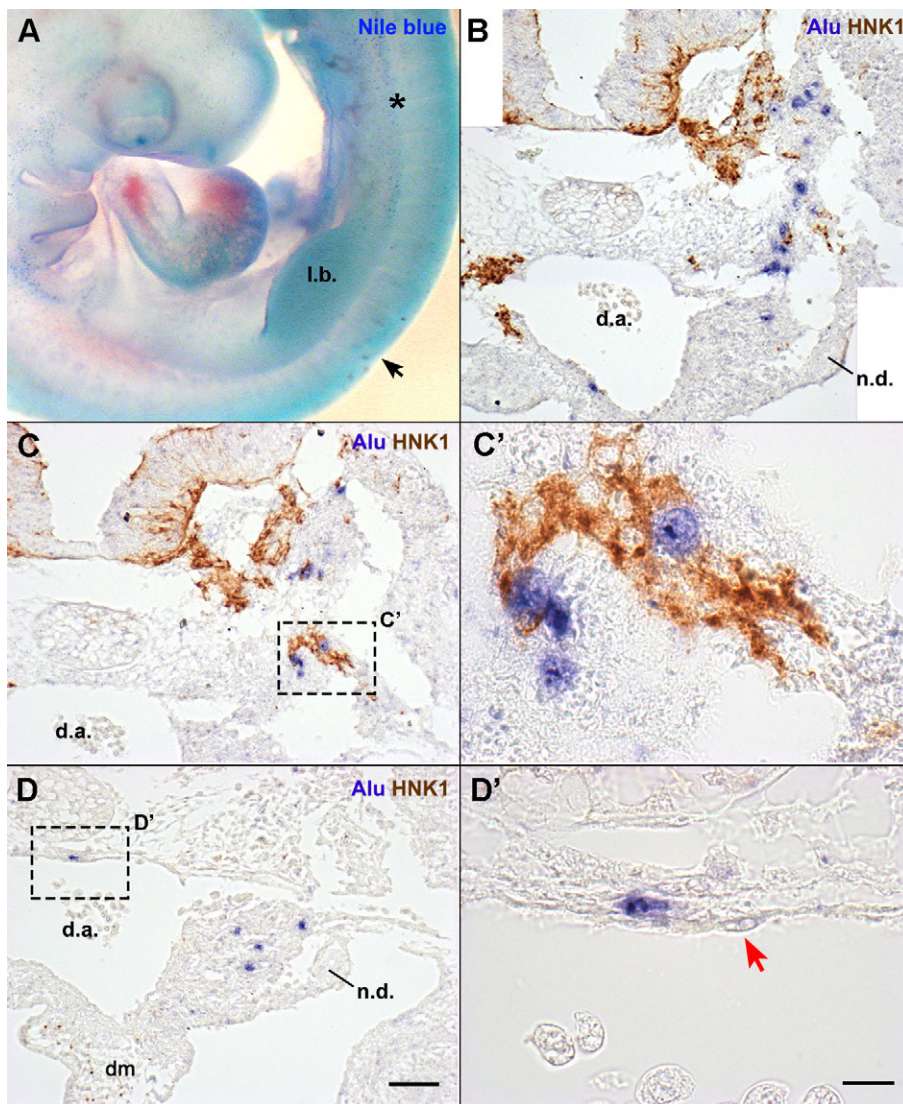 A
Nile blue
*
l.b.
B
Alu HNK1
d.a.
n.d.
C
Alu HNK1
C'
d.a.
C'
D
Alu HNK1
D'
d.a.
n.d.
dm
D'